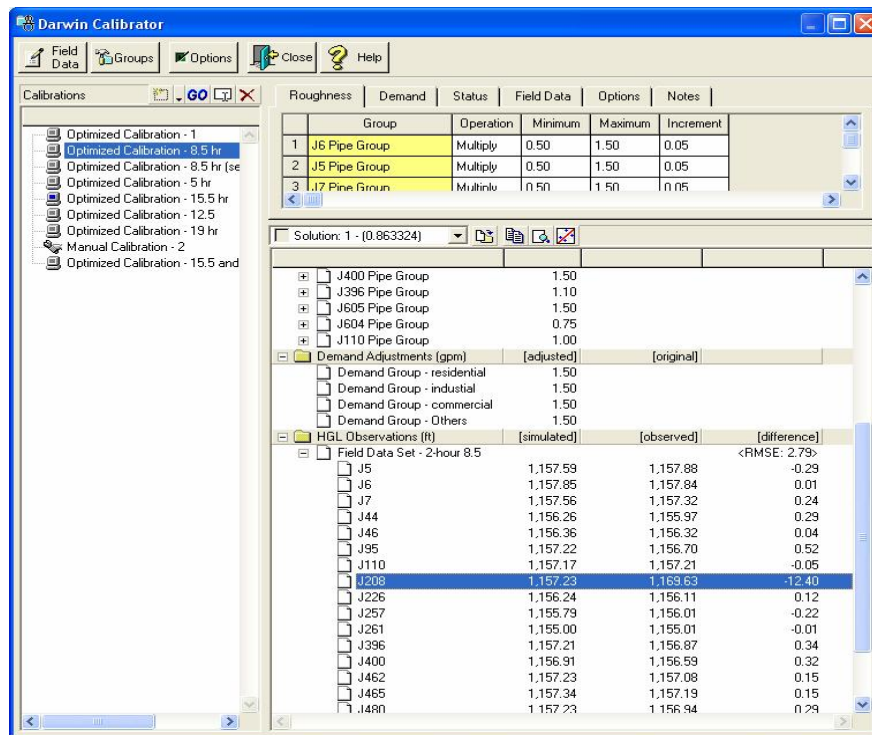 Darwin Calibrator
Field Data Groups Options Close Help
Calibrations GO
Optimized Calibration - 1
Optimized Calibration - 8.5 hr
Optimized Calibration - 8.5 hr (se
Optimized Calibration - 5 hr
Optimized Calibration - 15.5 hr
Optimized Calibration - 12.5
Optimized Calibration - 19 hr
Manual Calibration - 2
Optimized Calibration - 15.5 and
Roughness Demand Status Field Data Options Notes
Group Operation Minimum Maximum Increment
1 J6 Pipe Group Multiply 0.50 1.50 0.05
2 J5 Pipe Group Multiply 0.50 1.50 0.05
3 J7 Pipe Group Multiply 0.50 1.50 0.05
Solution: 1 - (0.863324)
J400 Pipe Group 1.50
J396 Pipe Group 1.10
J605 Pipe Group 1.50
J604 Pipe Group 0.75
J110 Pipe Group 1.00
Demand Adjustments (gpm) [adjusted] [original]
Demand Group - residential 1.50
Demand Group - industial 1.50
Demand Group - commercial 1.50
Demand Group - Others 1.50
HGL Observations (ft) [simulated] [observed] [difference]
Field Data Set - 2-hour 8.5 <RMSE: 2.79>
J5 1,157.59 1,157.88 -0.29
J6 1,157.85 1,157.84 0.01
J7 1,157.56 1,157.32 0.24
J44 1,156.26 1,155.97 0.29
J46 1,156.36 1,156.32 0.04
J95 1,157.22 1,156.70 0.52
J110 1,157.17 1,157.21 -0.05
J208 1,157.23 1,169.63 -12.40
J226 1,156.24 1,156.11 0.12
J257 1,155.79 1,156.01 -0.22
J261 1,155.00 1,155.01 -0.01
J396 1,157.21 1,156.87 0.34
J400 1,156.91 1,156.59 0.32
J462 1,157.23 1,157.08 0.15
J465 1,157.34 1,157.19 0.15
J480 1,157.23 1,156.94 0.29